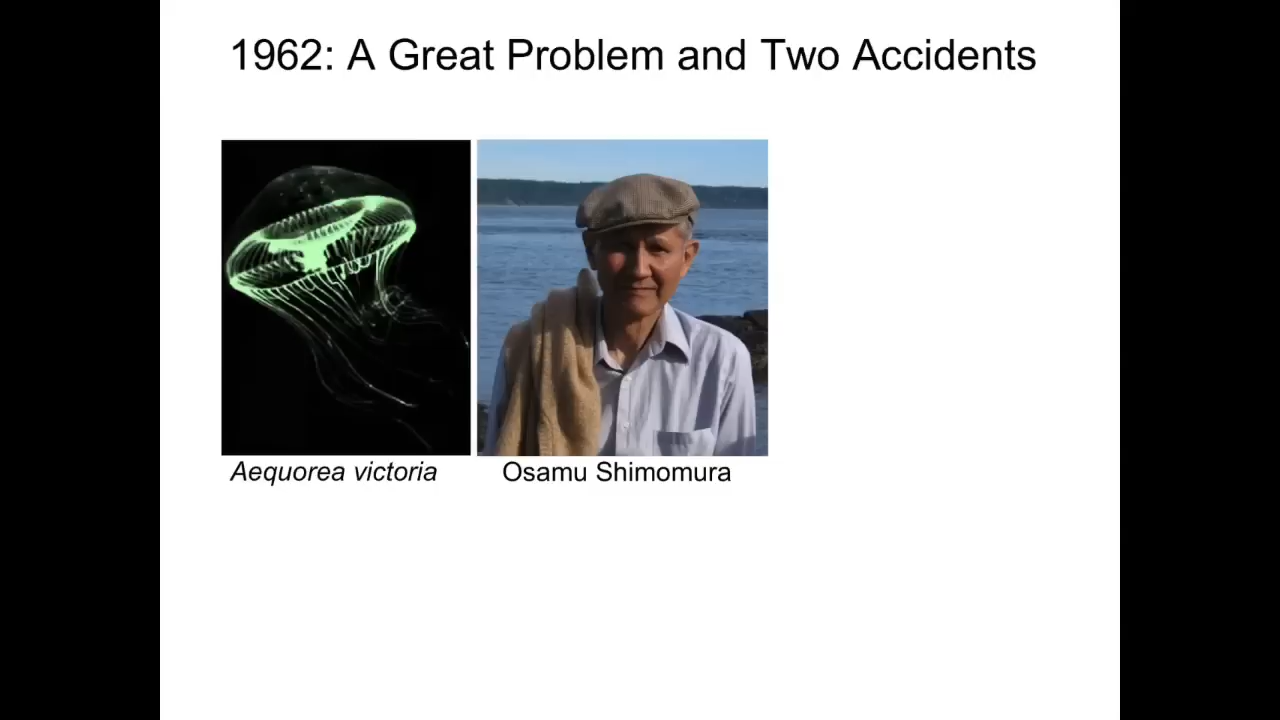 1962: A Great Problem and Two Accidents
Aequorea victoria
Osamu Shimomura